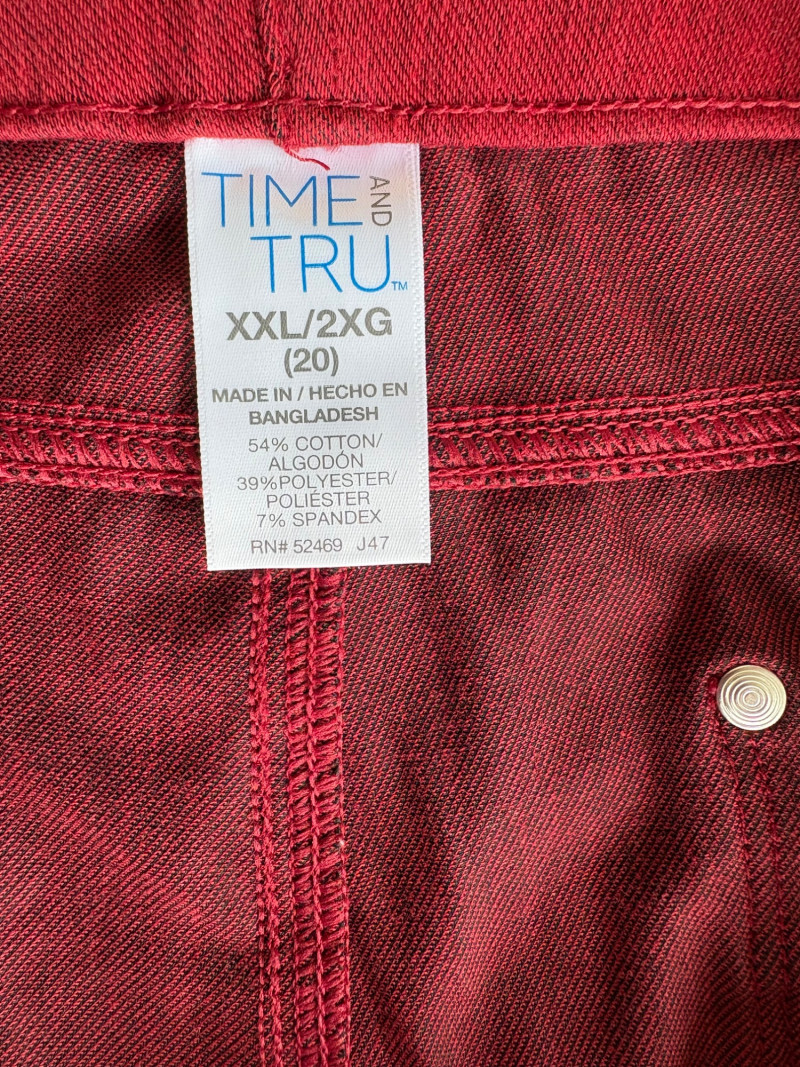 TIME AND
TRU™
XXL/2XG
(20)
MADE IN / HECHO EN
BANGLADESH
54% COTTON/
ALGODÓN
39%POLYESTER/
POLIÉSTER
7% SPANDEX
RN# 52469 J47